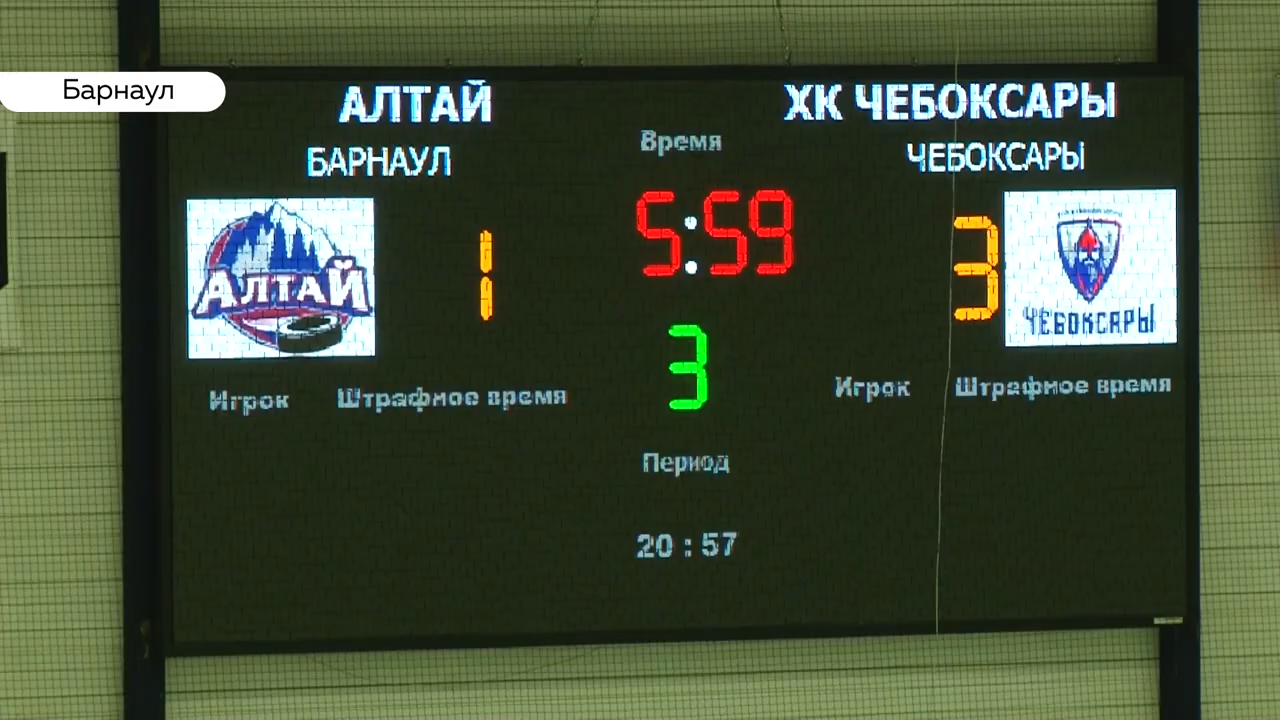 Барнаул
АЛТАЙ
ХК ЧЕБОКСАРЫ
Время
БАРНАУЛ
ЧЕБОКСАРЫ
5:59
АЛТАЙ
1
3
ЧЕБОКСАРЫ
3
Игрок Штрафное время
Игрок Штрафное время
Период
20 : 57